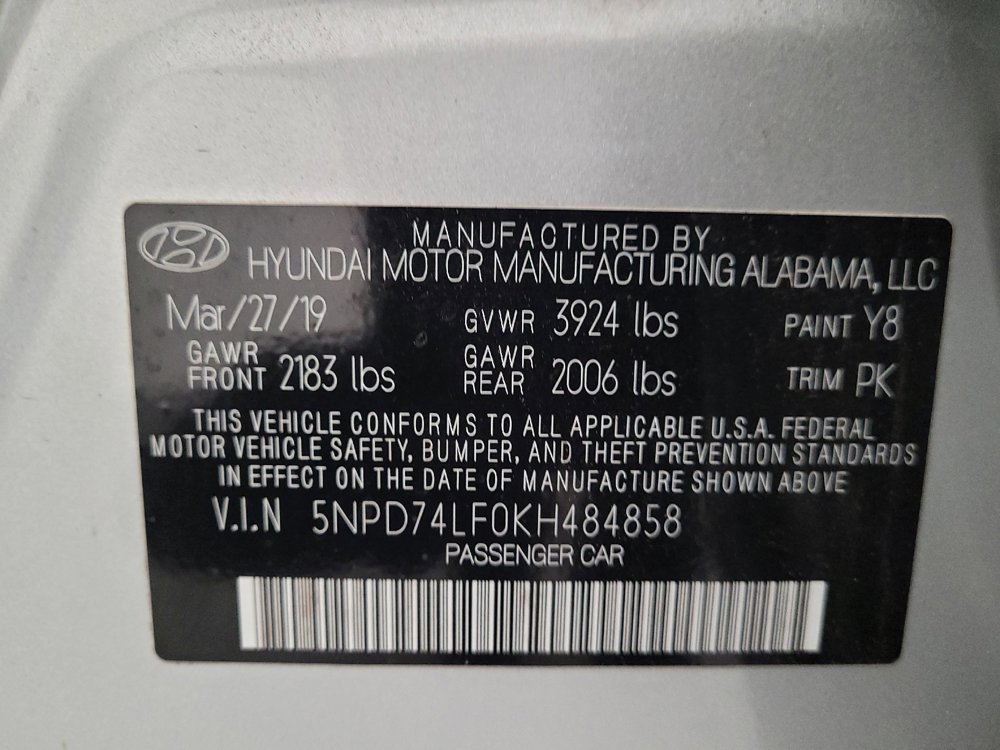 MANUFACTURED BY
HYUNDAI MOTOR MANUFACTURING ALABAMA, LLC
Mar/27/19 GVWR 3924 lbs PAINT Y8
GAWR FRONT 2183 lbs GAWR REAR 2006 lbs TRIM PK
THIS VEHICLE CONFORMS TO ALL APPLICABLE U.S.A. FEDERAL
MOTOR VEHICLE SAFETY, BUMPER, AND THEFT PREVENTION STANDARDS
IN EFFECT ON THE DATE OF MANUFACTURE SHOWN ABOVE
V.I.N 5NPD74LF0KH484858
PASSENGER CAR